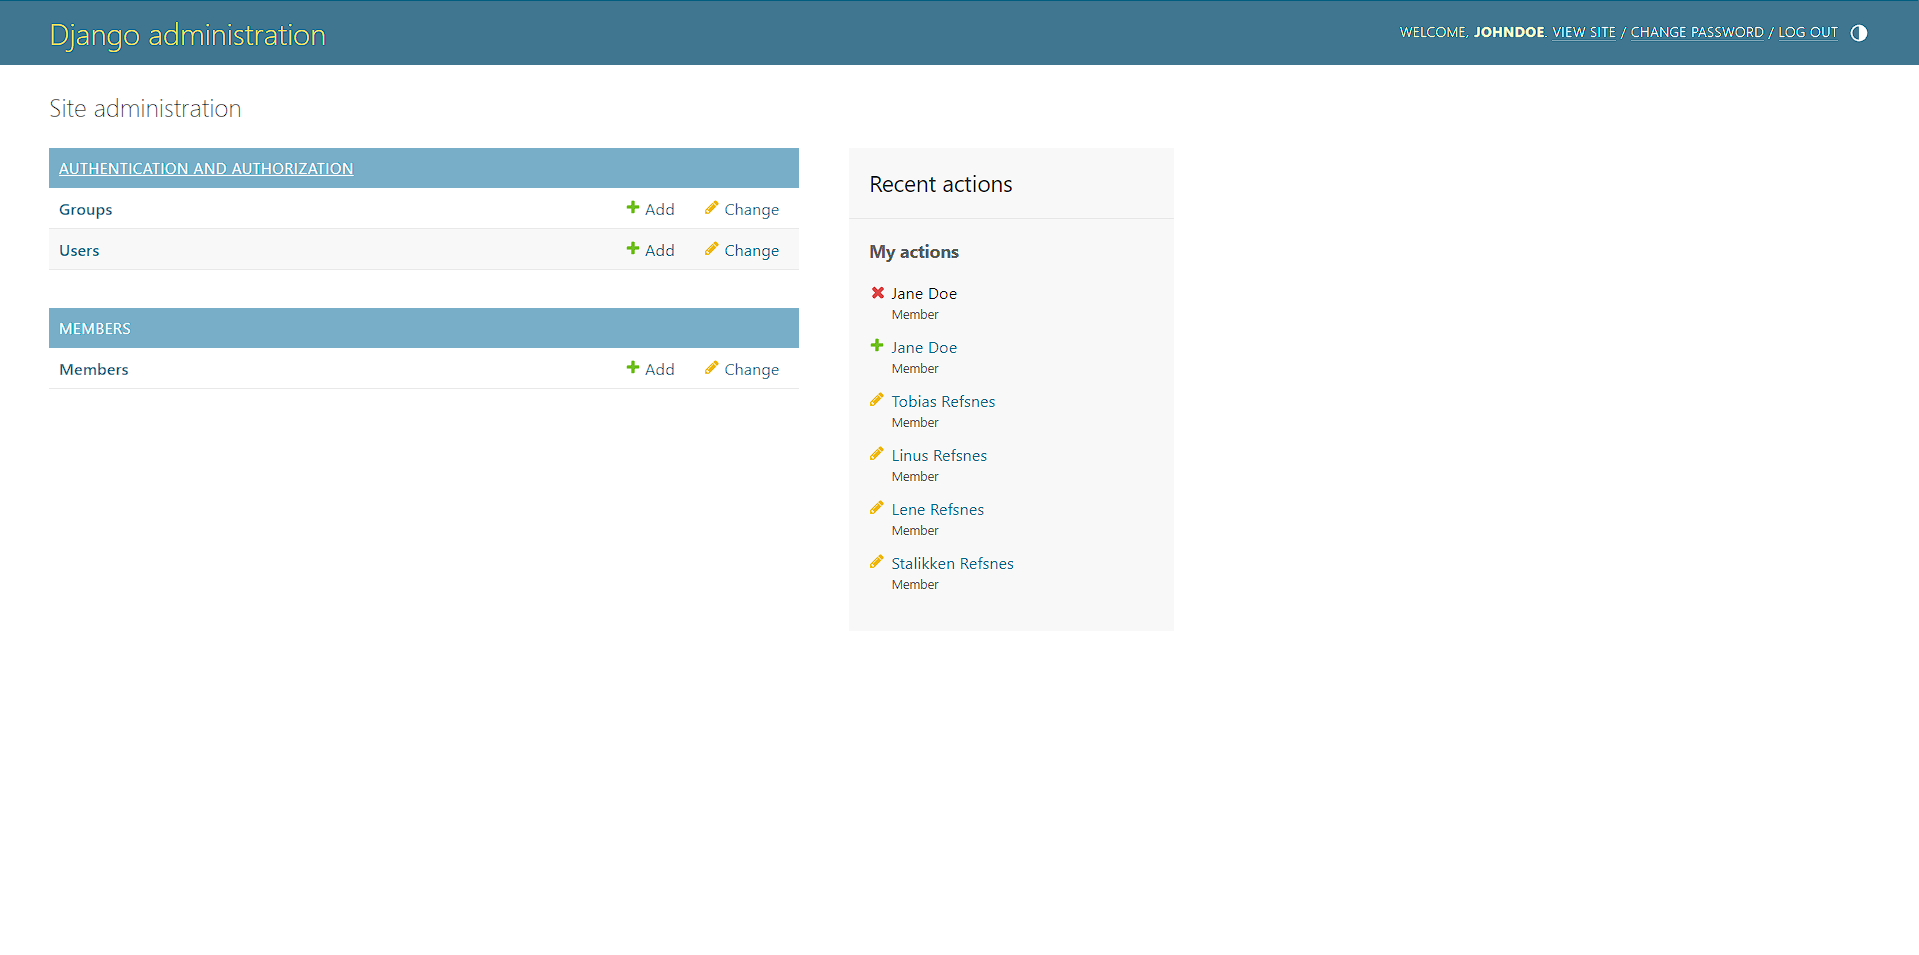 Django administration
WELCOME, JOHNDOE. VIEW SITE / CHANGE PASSWORD / LOG OUT
Site administration
AUTHENTICATION AND AUTHORIZATION
Groups Add Change
Users Add Change
MEMBERS
Members Add Change
Recent actions
My actions
Jane Doe
Member
Jane Doe
Member
Tobias Refsnes
Member
Linus Refsnes
Member
Lene Refsnes
Member
Stalikken Refsnes
Member